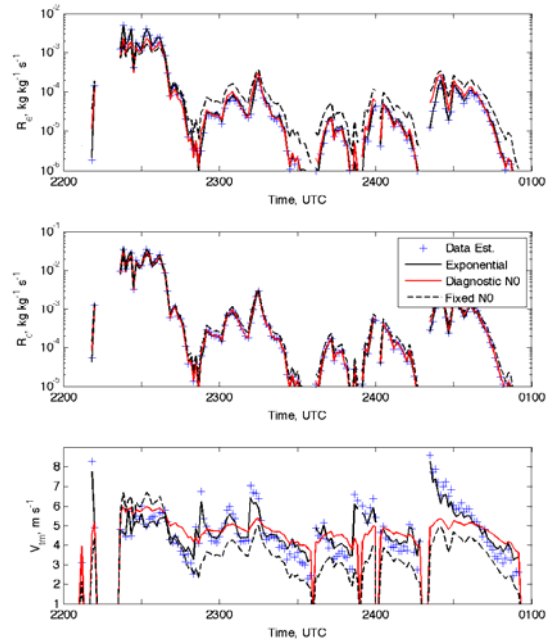 10^-2
10^-3
10^-4
10^-5
10^-6
R_e, kg kg^-1 s^-1
2200 2300 2400 0100
Time, UTC
10^-1
10^-2
10^-3
10^-4
10^-5
R_c, kg kg^-1 s^-1
Data Est.
Exponential
Diagnostic N0
Fixed N0
2200 2300 2400 0100
Time, UTC
8
7
6
5
4
3
2
1
V_tm, m s^-1
2200 2300 2400 0100
Time, UTC